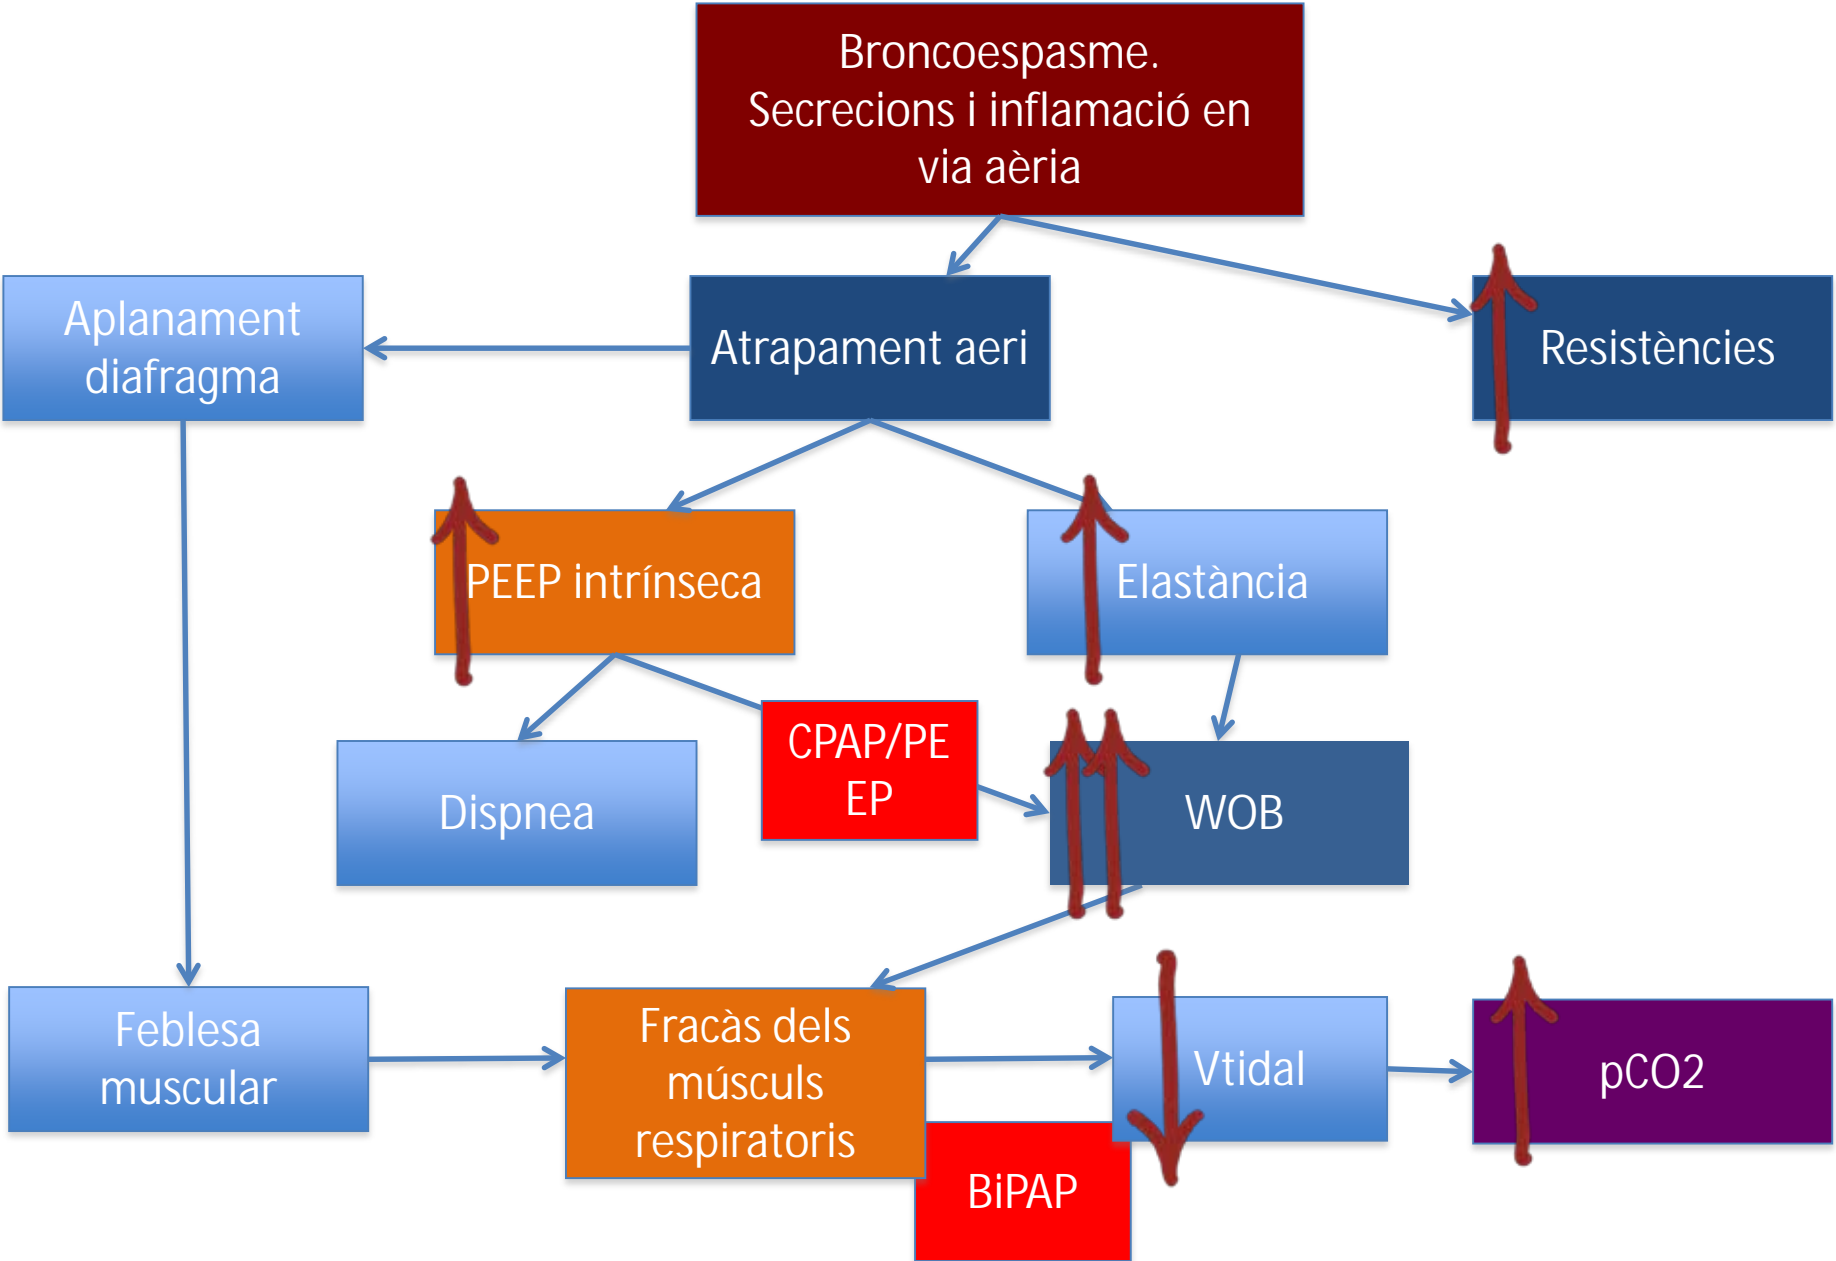 Broncoespasme.
Secrecions i inflamació en
via aèria
Aplanament
diafragma
Atrapament aeri
Resistències
PEEP intrínseca
Elastància
CPAP/PE
EP
Dispnea
WOB
Feblesa
muscular
Fracàs dels
músculs
respiratoris
Vtidal
pCO2
BiPAP